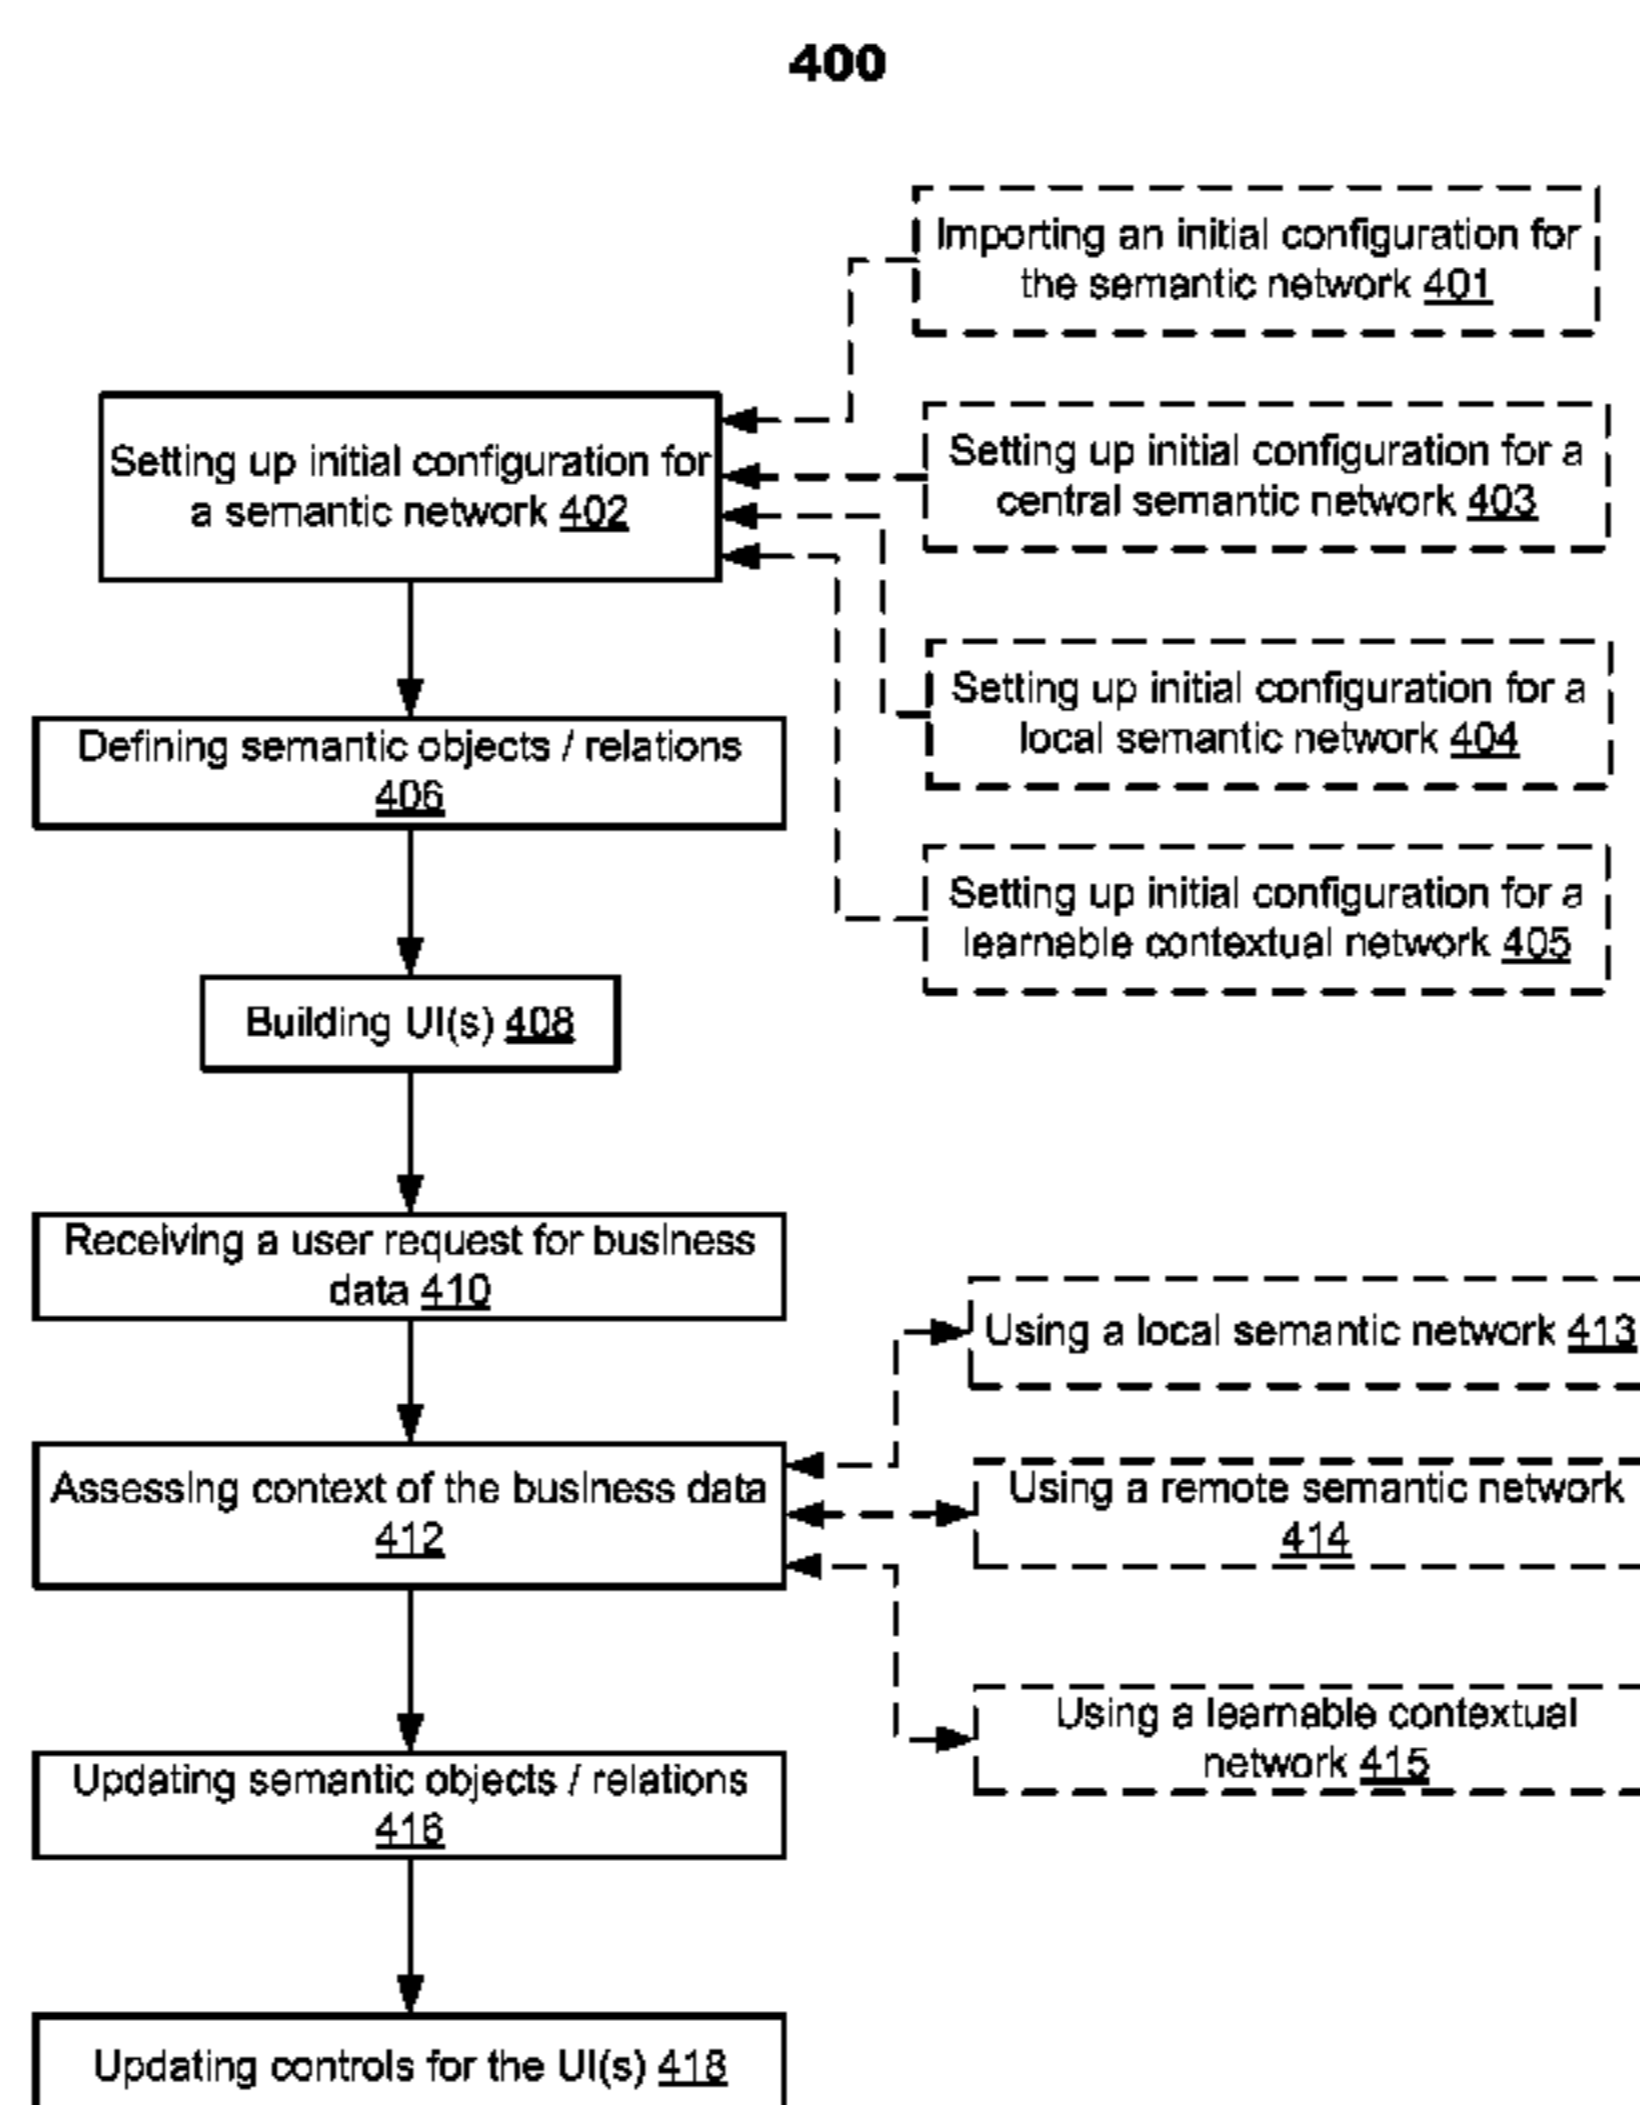 400
Importing an initial configuration for
the semantic network 401
Setting up initial configuration for
a semantic network 402
Setting up initial configuration for a
central semantic network 403
Setting up initial configuration for a
local semantic network 404
Defining semantic objects / relations
406
Setting up initial configuration for a
learnable contextual network 405
Building UI(s) 408
Receiving a user request for business
data 410
Using a local semantic network 413
Assessing context of the business data
412
Using a remote semantic network
414
Using a learnable contextual
network 415
Updating semantic objects / relations
416
Updating controls for the UI(s) 418